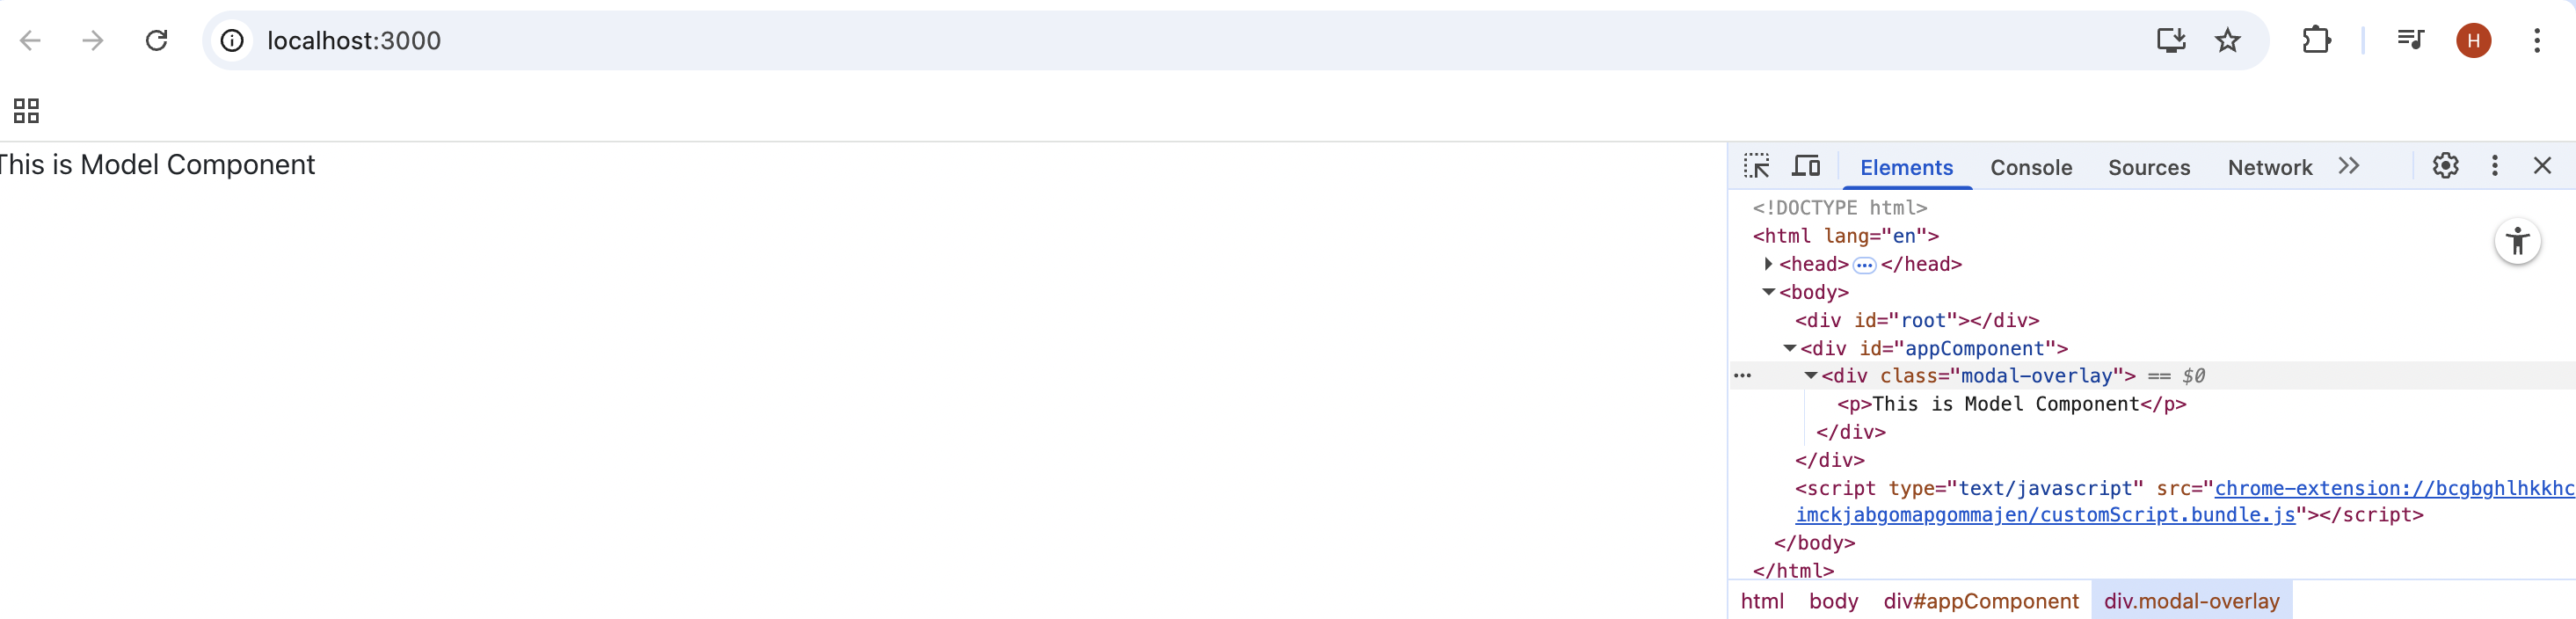 localhost:3000
H
This is Model Component
Elements Console Sources Network
<!DOCTYPE html>
<html lang="en">
<head> ••• </head>
<body>
<div id="root"></div>
<div id="appComponent">
••• <div class="modal-overlay"> == $0
<p>This is Model Component</p>
</div>
</div>
<script type="text/javascript" src="chrome-extension://bcgbghlhkkhc
imckjabgomapgommajen/customScript.bundle.js"></script>
</body>
</html>
html body div#appComponent div.modal-overlay